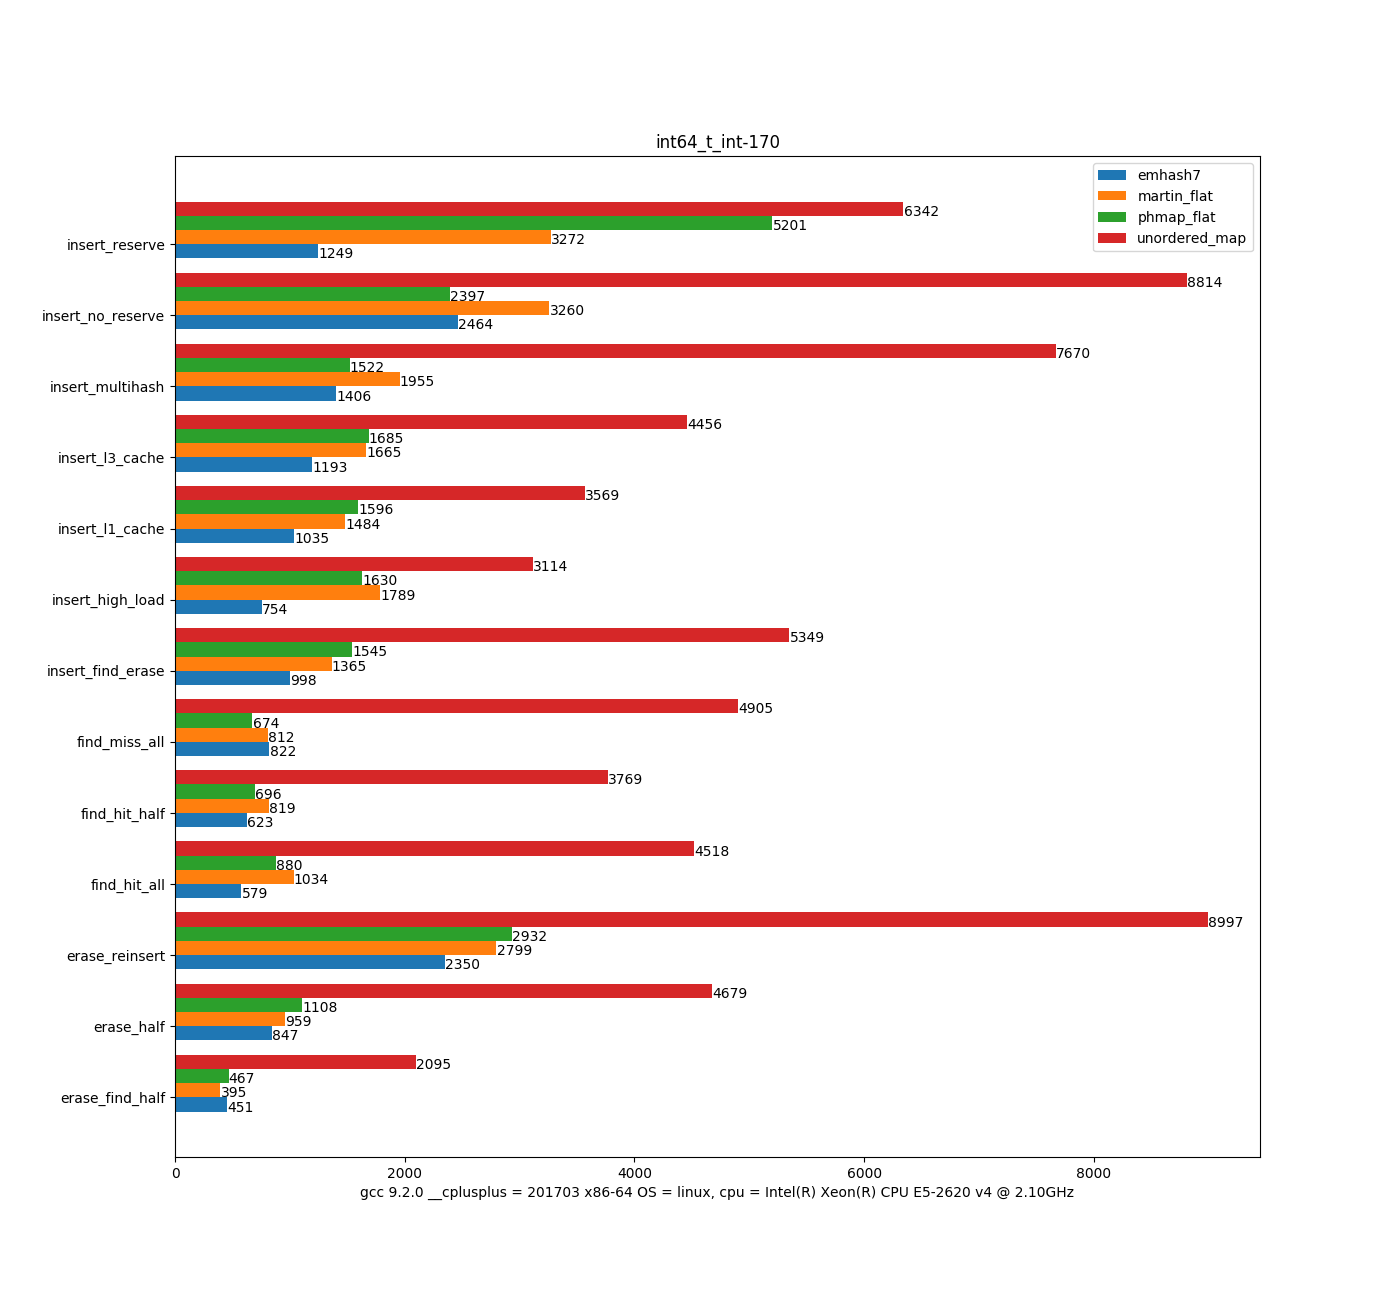 int64_t_int-170
emhash7
martin_flat
phmap_flat
unordered_map
insert_reserve
6342
5201
3272
1249
insert_no_reserve
8814
2397
3260
2464
insert_multihash
7670
1522
1955
1406
insert_l3_cache
4456
1685
1665
1193
insert_l1_cache
3569
1596
1484
1035
insert_high_load
3114
1630
1789
754
insert_find_erase
5349
1545
1365
998
find_miss_all
4905
674
812
822
find_hit_half
3769
696
819
623
find_hit_all
4518
880
1034
579
erase_reinsert
8997
2932
2799
2350
erase_half
4679
1108
959
847
erase_find_half
2095
467
395
451
0 2000 4000 6000 8000
gcc 9.2.0 __cplusplus = 201703 x86-64 OS = linux, cpu = Intel(R) Xeon(R) CPU E5-2620 v4 @ 2.10GHz